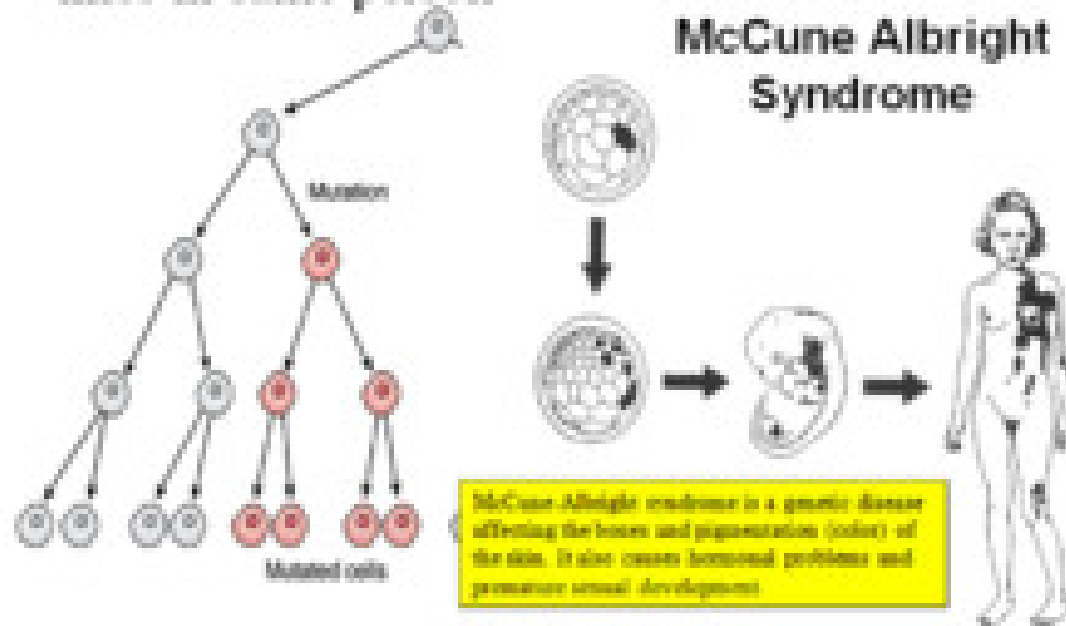 McCune Albright
Syndrome
Mutation
Mutated cells
McCune-Albright syndrome is a genetic disease
affecting the bones and pigmentation (color) of
the skin. It also causes hormonal problems and
premature sexual development